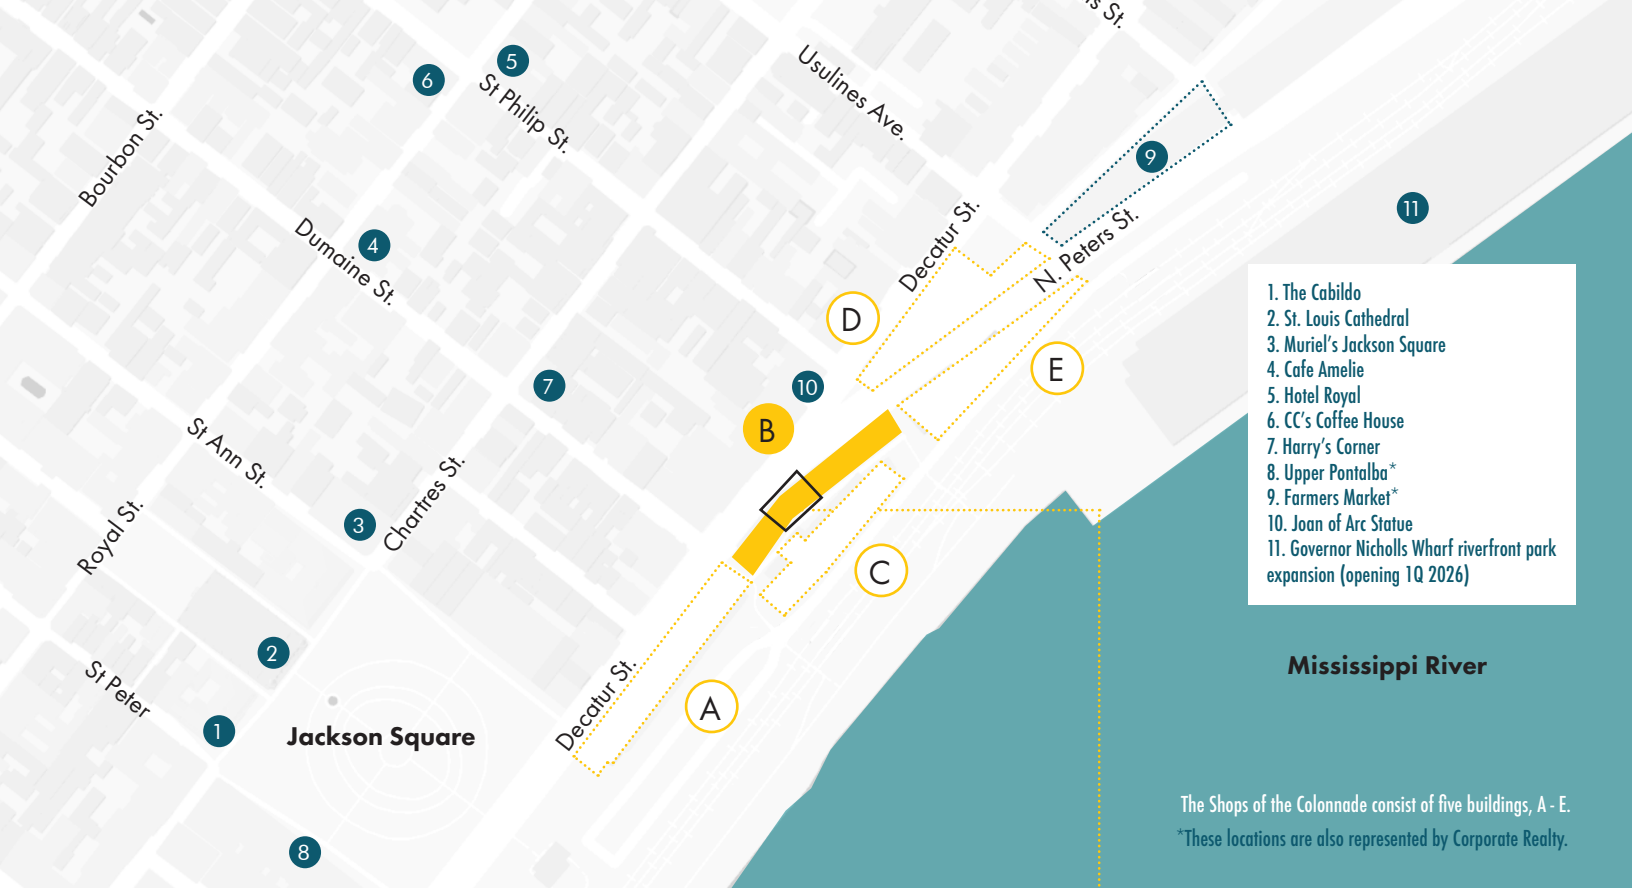 s St.
Usulines Ave.
5
6
St Philip St.
Bourbon St.
9
11
Decatur St.
N. Peters St.
4
Dumaine St.
D
E
7
10
B
St Ann St.
Chartres St.
Royal St.
3
C
2
St Peter
Decatur St.
A
1
Jackson Square
8
1. The Cabildo
2. St. Louis Cathedral
3. Muriel's Jackson Square
4. Cafe Amelie
5. Hotel Royal
6. CC's Coffee House
7. Harry's Corner
8. Upper Pontalba*
9. Farmers Market*
10. Joan of Arc Statue
11. Governor Nicholls Wharf riverfront park
expansion (opening 1Q 2026)
Mississippi River
The Shops of the Colonnade consist of five buildings, A - E.
*These locations are also represented by Corporate Realty.